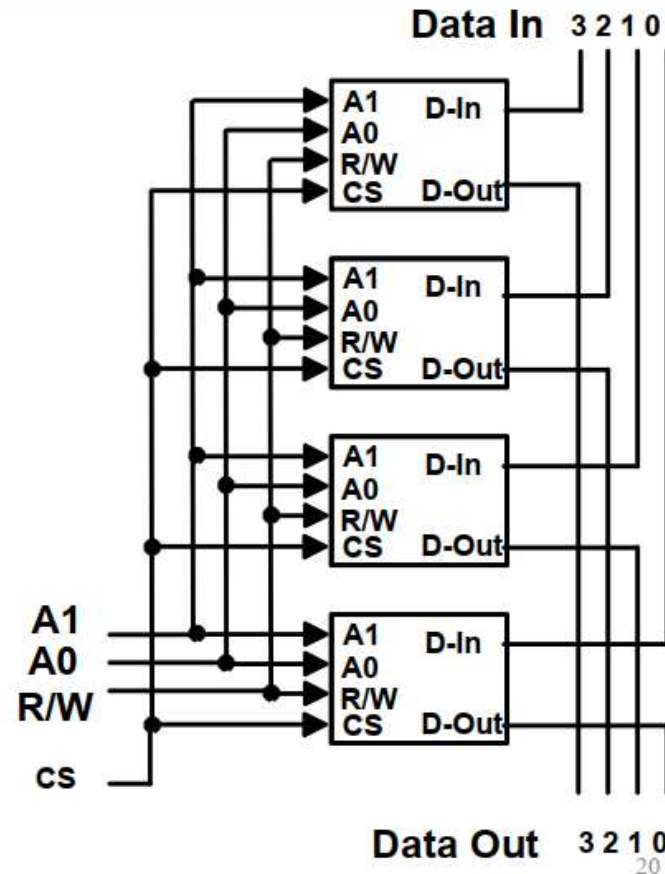 Data In 3 2 1 0
A1 D-In
A0
R/W
CS D-Out
A1 D-In
A0
R/W
CS D-Out
A1 D-In
A0
R/W
CS D-Out
A1
A0
R/W
CS
A1 D-In
A0
R/W
CS D-Out
Data Out 3 2 1 0
20